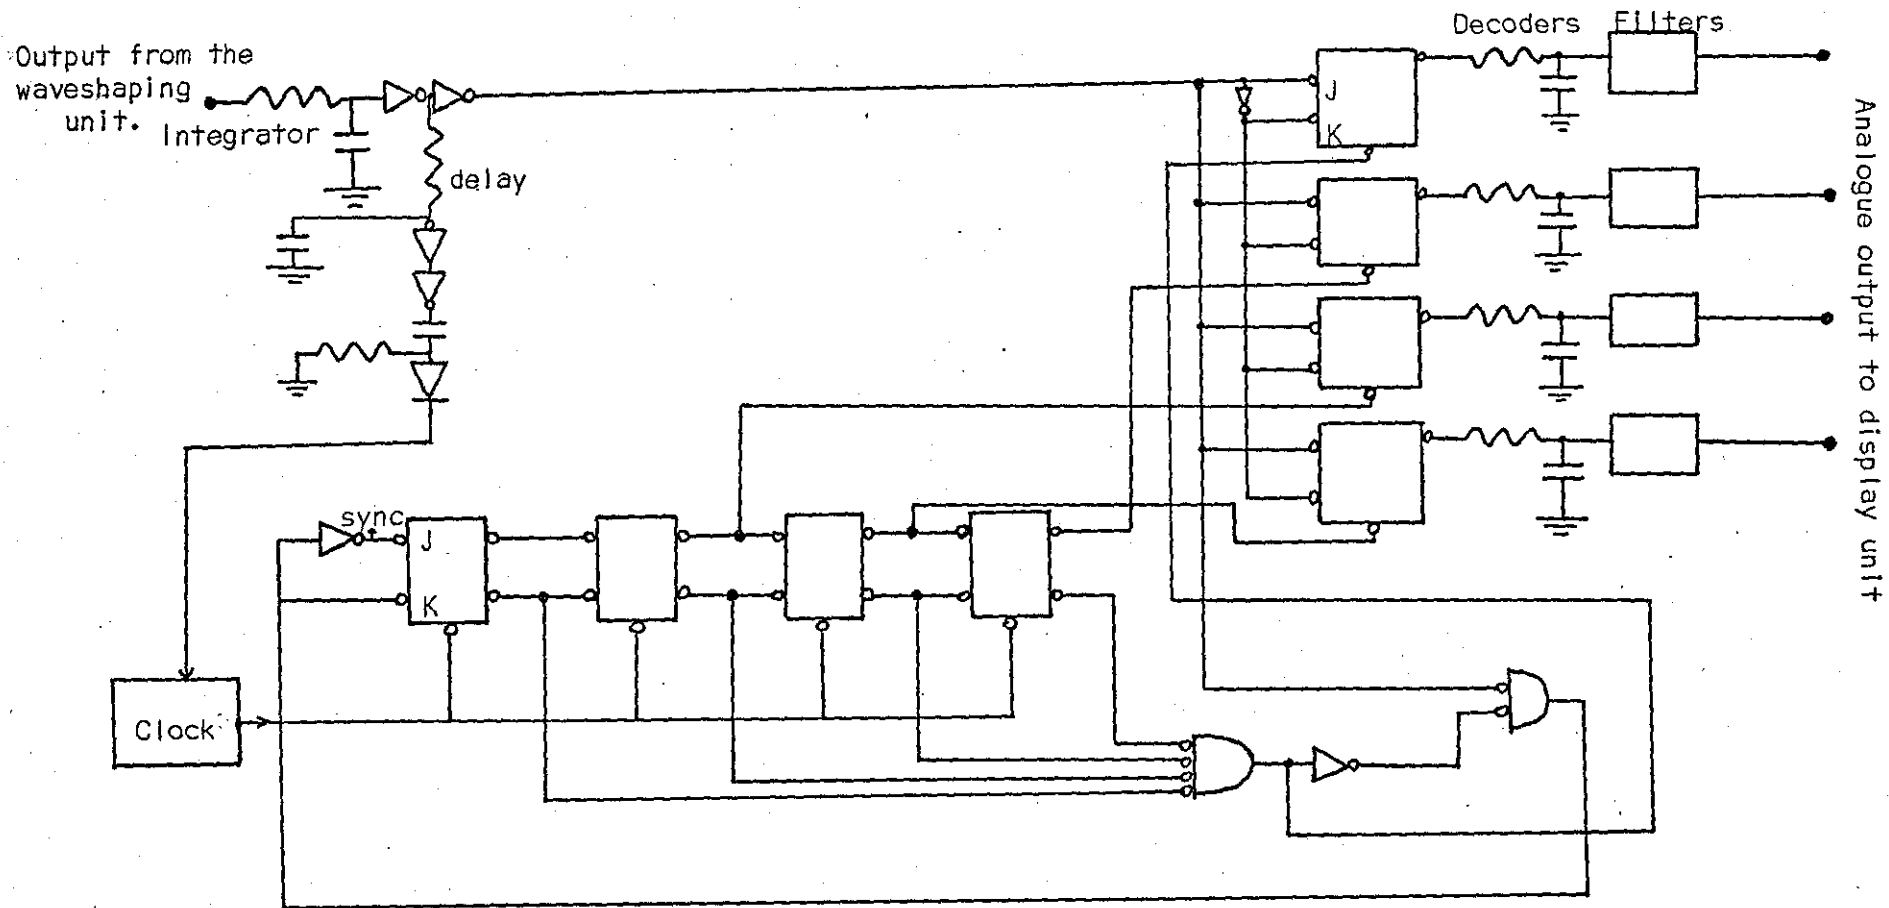 Decoders Filters
Output from the
waveshaping
unit.
Integrator
delay
J
K
sync
J
K
Clock
Analogue output to display unit